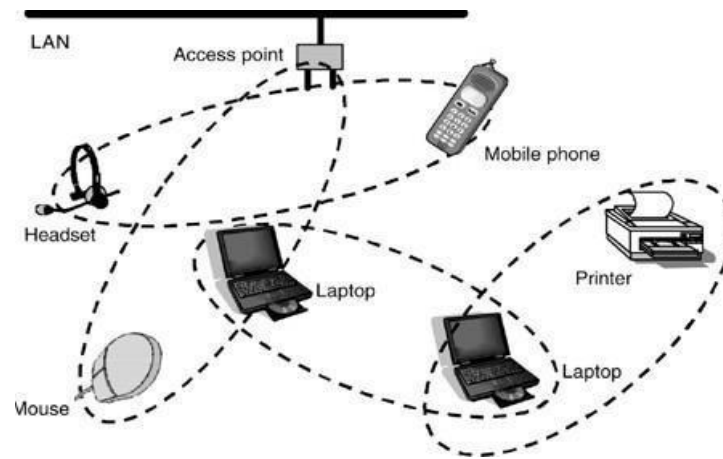 LAN
Access point
Mobile phone
Headset
Printer
Laptop
Laptop
Mouse